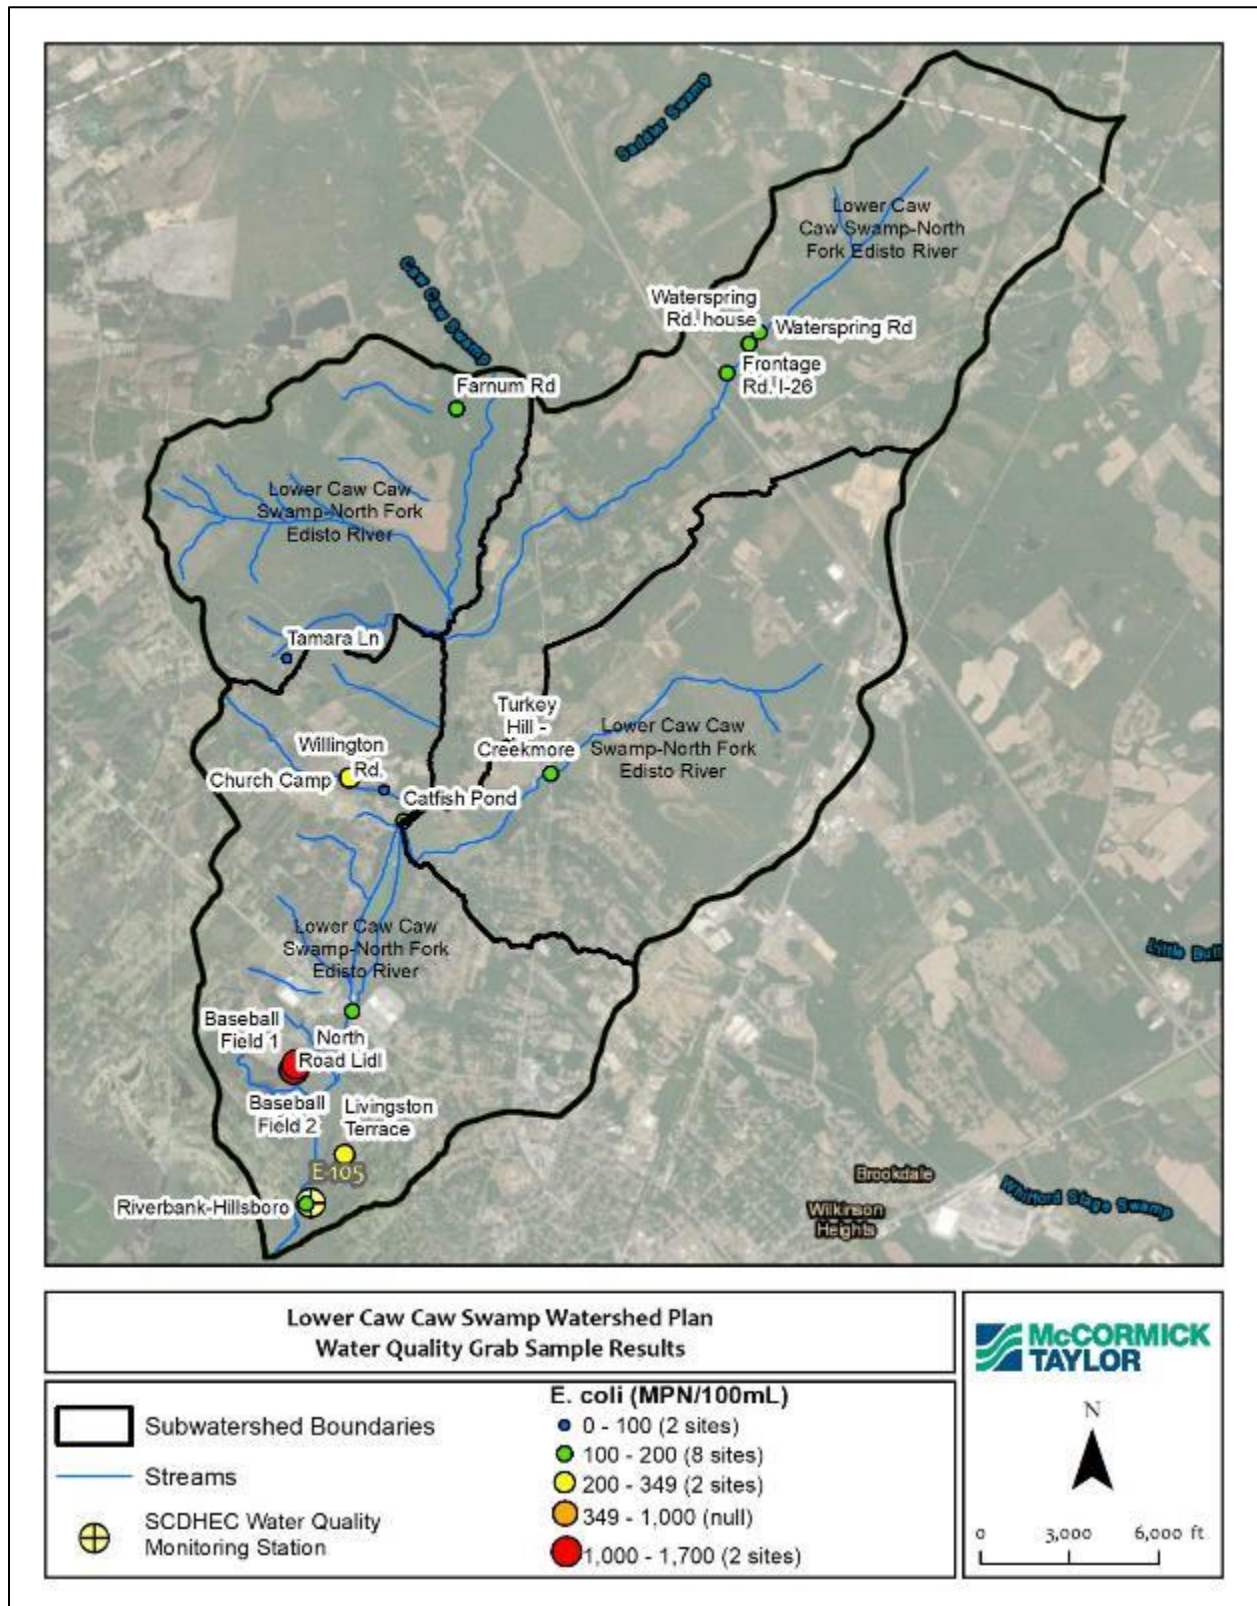 Saddler Swamp
Lower Caw
Caw Swamp-North
Fork Edisto River
Caw Caw Swamp
Waterspring
Rd. house
Waterspring Rd
Frontage
Rd. I-26
Farnum Rd
Lower Caw Caw
Swamp-North Fork
Edisto River
Tamara Ln
Turkey
Hill -
Creekmore
Lower Caw Caw
Swamp-North Fork
Edisto River
Willington
Rd.
Church Camp
Catfish Pond
Lower Caw Caw
Swamp-North Fork
Edisto River
Little Bull
Baseball
Field 1
North
Road Lidl
Baseball
Field 2
Livingston
Terrace
E-105
Riverbank-Hillsboro
Brookdale
Wilkinson
Heights
Whitford Stage Swamp
Lower Caw Caw Swamp Watershed Plan
Water Quality Grab Sample Results
Subwatershed Boundaries
Streams
SCDHEC Water Quality
Monitoring Station
E. coli (MPN/100mL)
0 - 100 (2 sites)
100 - 200 (8 sites)
200 - 349 (2 sites)
349 - 1,000 (null)
1,000 - 1,700 (2 sites)
McCORMICK
TAYLOR
N
0 3,000 6,000 ft